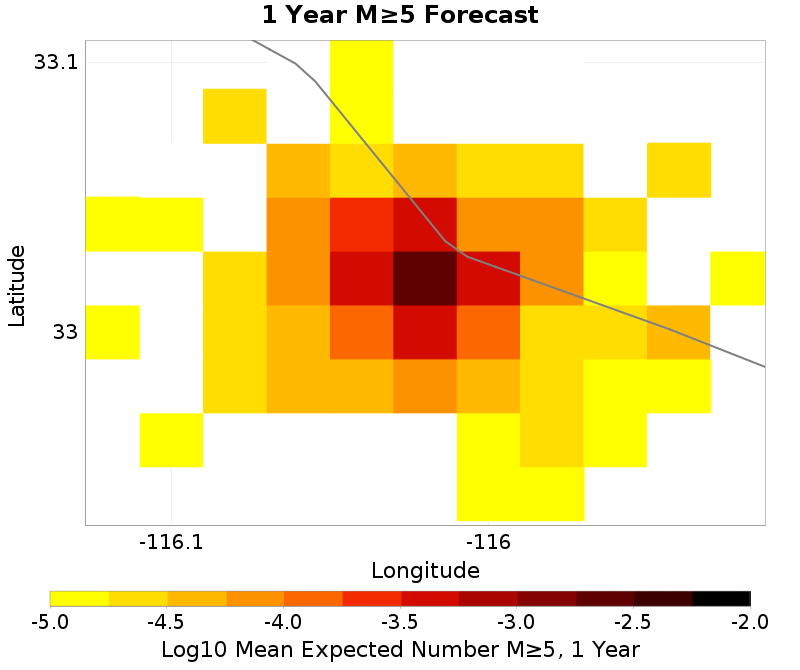 1 Year M≥5 Forecast
33.1
33
Latitude
-116.1 -116
Longitude
-5.0 -4.5 -4.0 -3.5 -3.0 -2.5 -2.0
Log10 Mean Expected Number M≥5, 1 Year